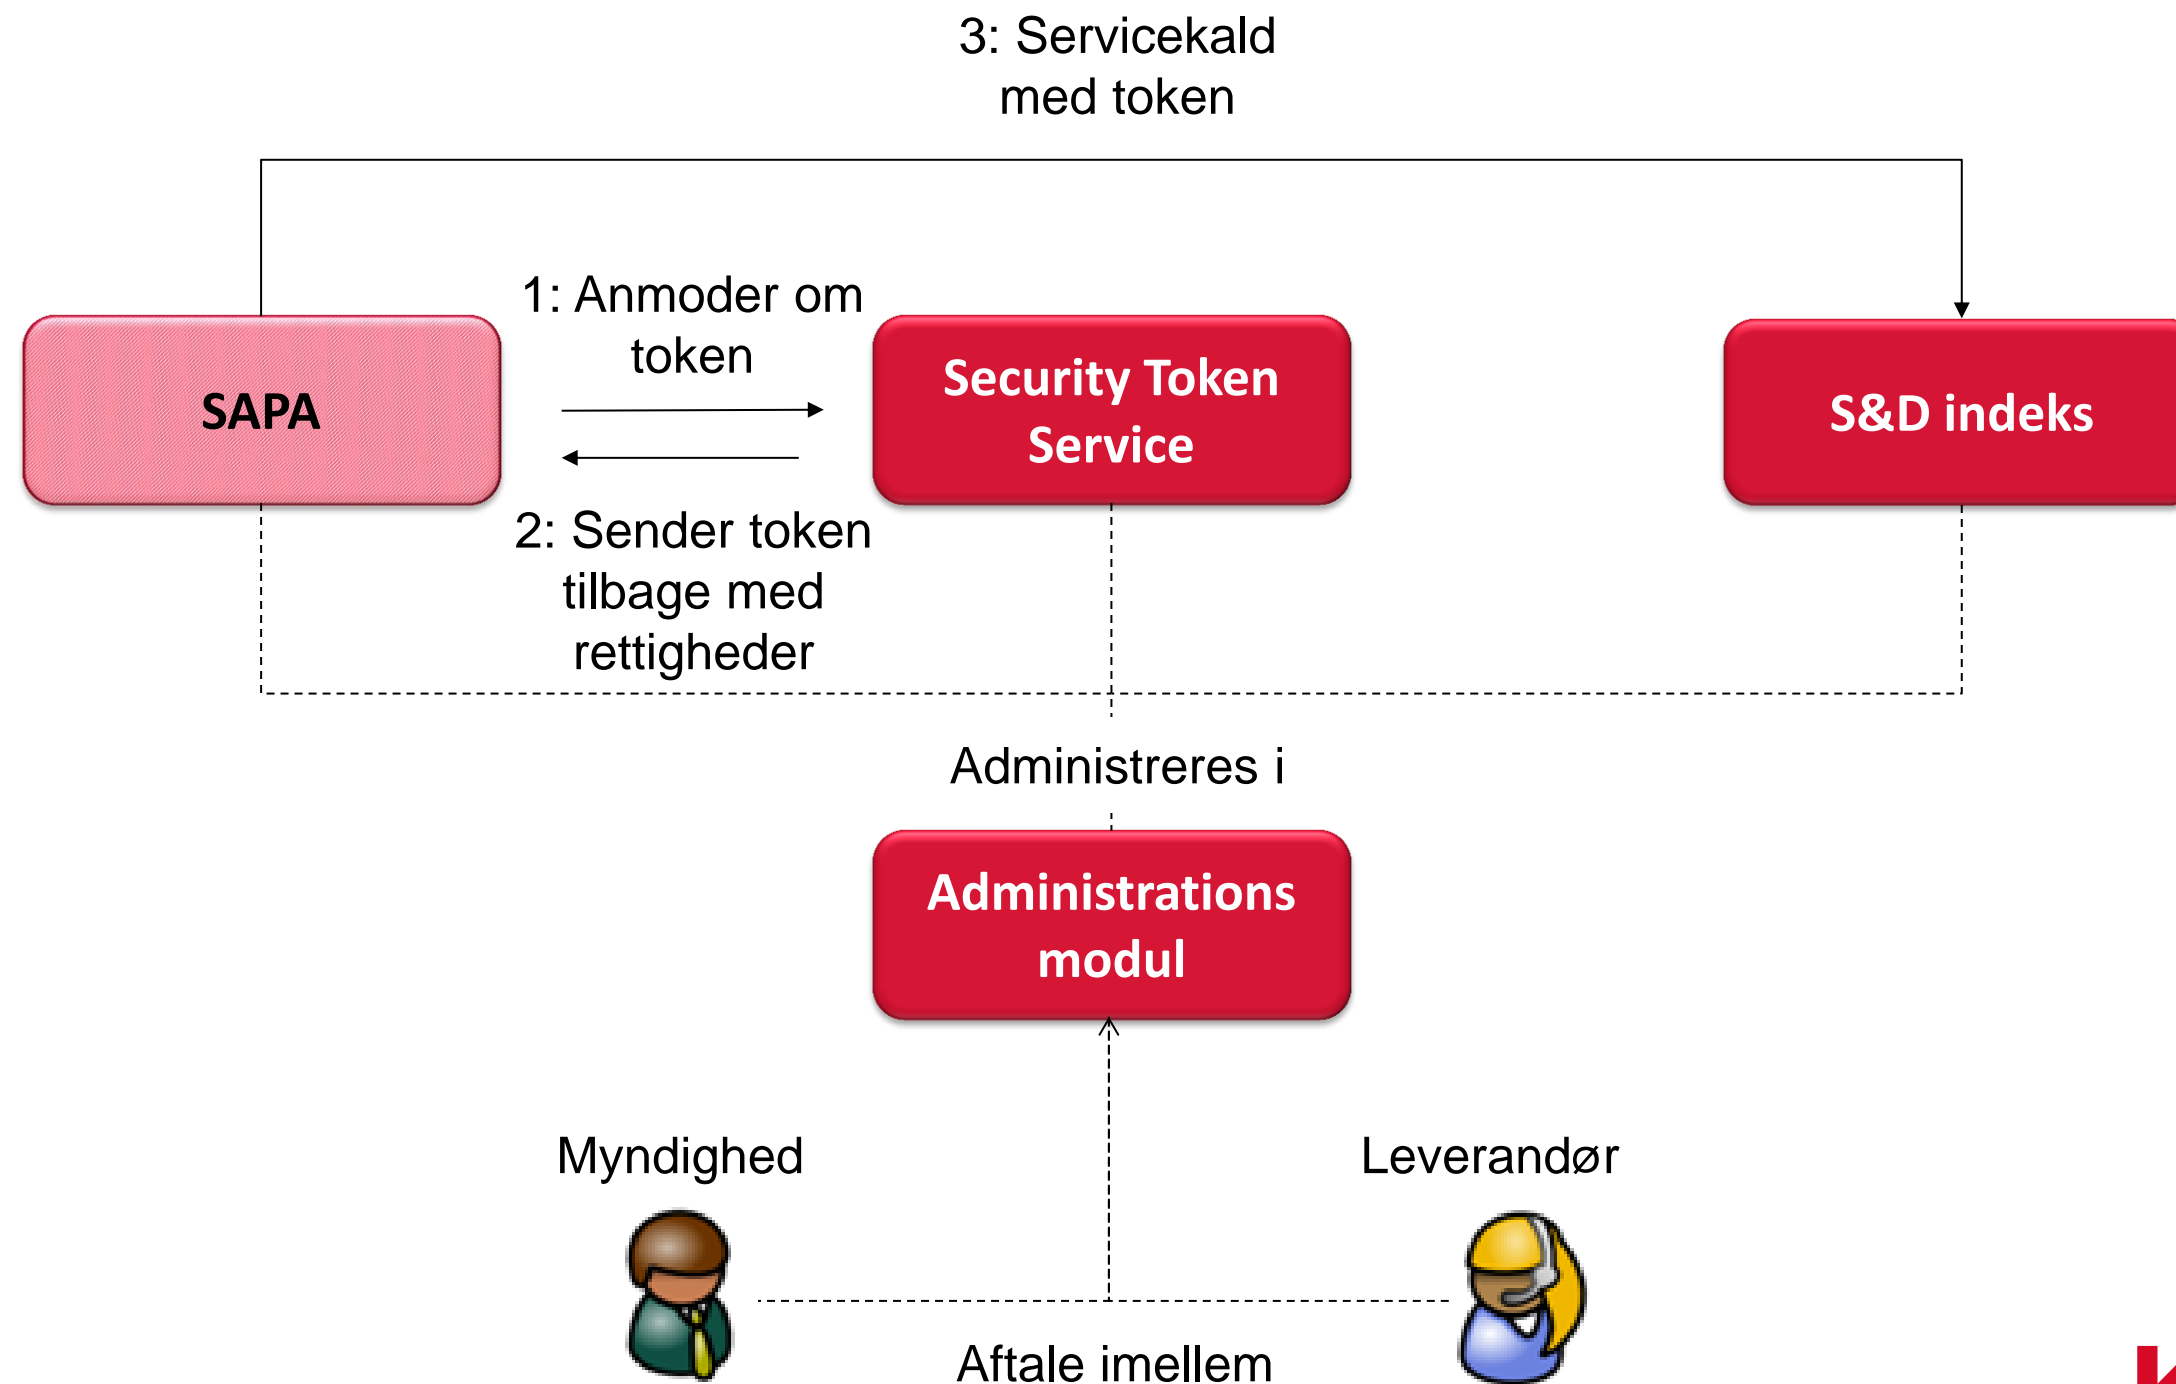 3: Servicekald
med token
1: Anmoder om
token
SAPA
Security Token
Service
S&D indeks
2: Sender token
tilbage med
rettigheder
Administreres i
Administrations
modul
Myndighed
Leverandør
Aftale imellem